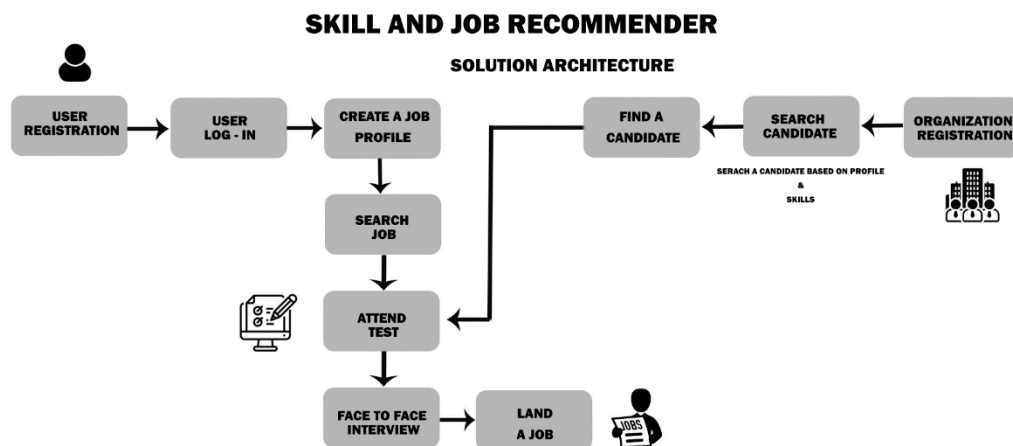 SKILL AND JOB RECOMMENDER
SOLUTION ARCHITECTURE
USER
REGISTRATION
USER
LOG - IN
CREATE A JOB
PROFILE
FIND A
CANDIDATE
SEARCH
CANDIDATE
ORGANIZATION
REGISTRATION
SERACH A CANDIDATE BASED ON PROFILE
&
SKILLS
SEARCH
JOB
ATTEND
TEST
FACE TO FACE
INTERVIEW
LAND
A JOB
JOBS